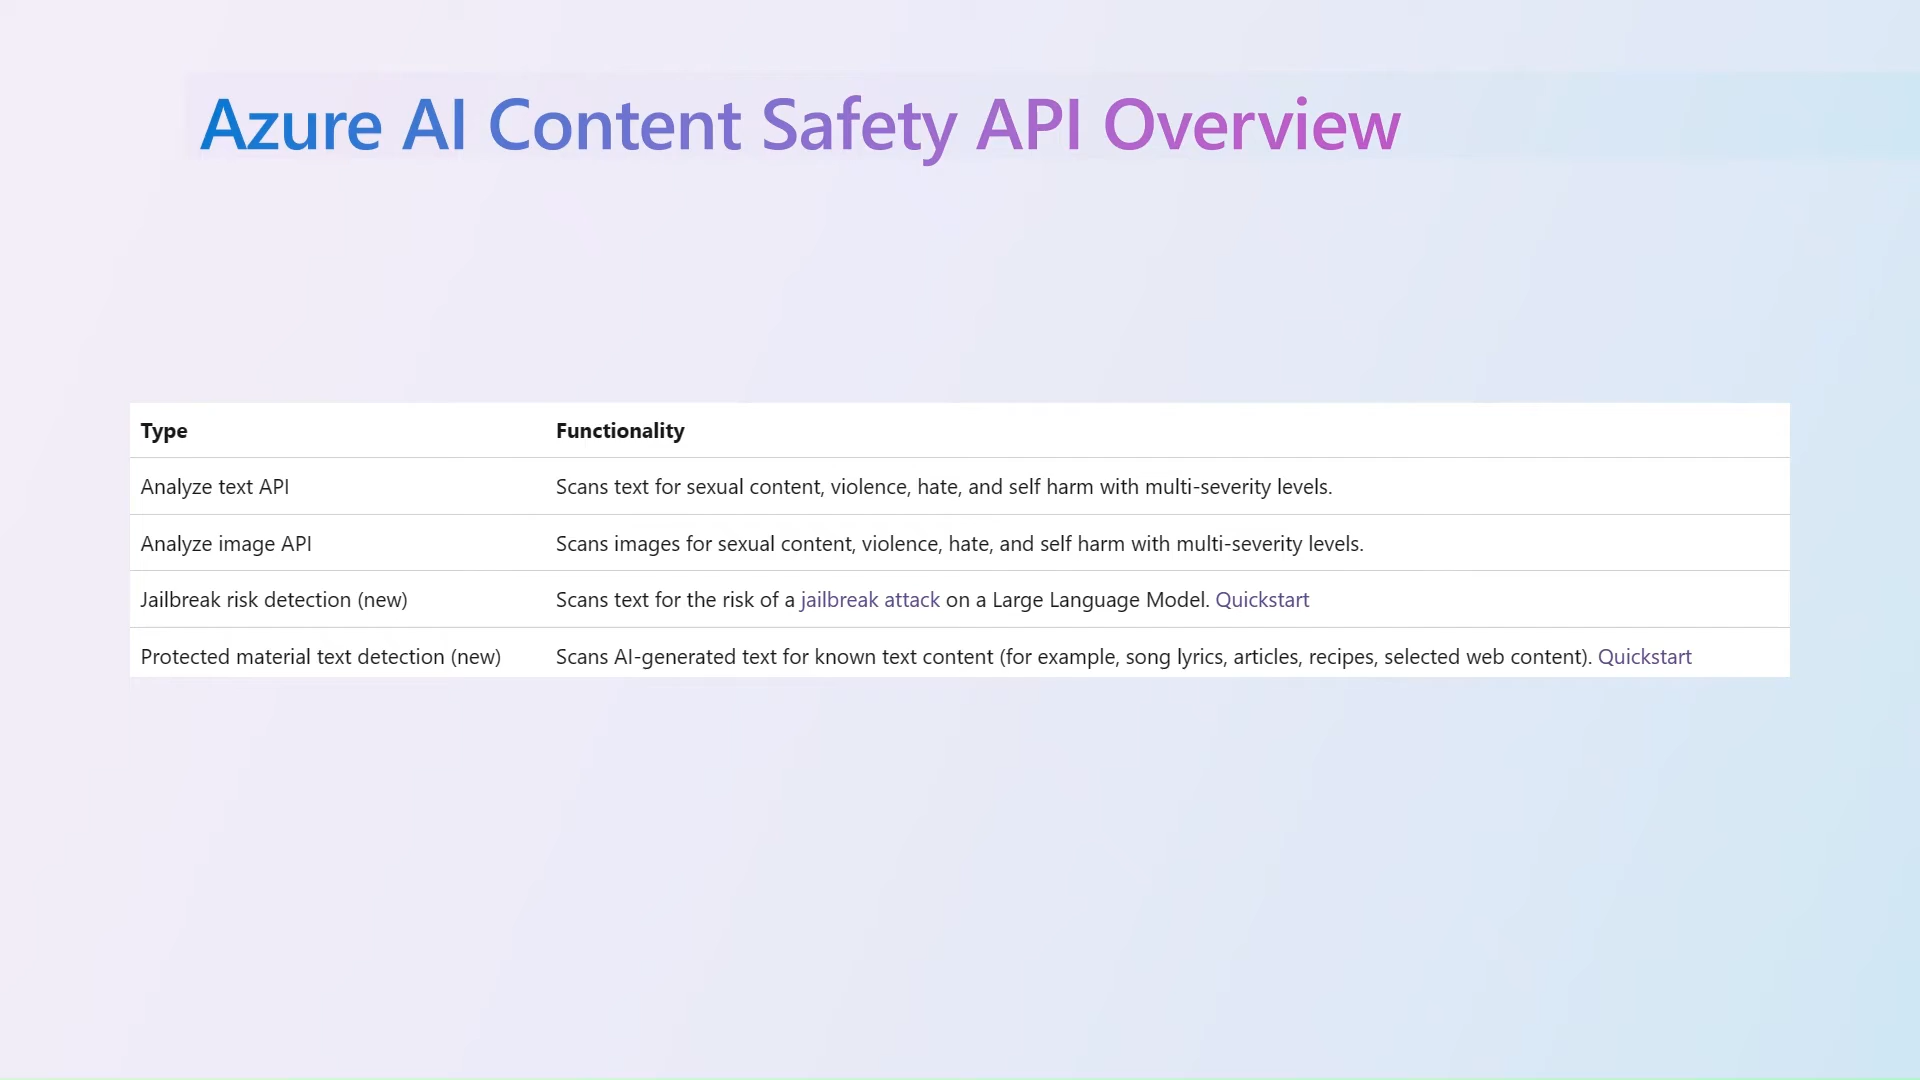 Azure AI Content Safety API Overview
Type Functionality
Analyze text API Scans text for sexual content, violence, hate, and self harm with multi-severity levels.
Analyze image API Scans images for sexual content, violence, hate, and self harm with multi-severity levels.
Jailbreak risk detection (new) Scans text for the risk of a jailbreak attack on a Large Language Model. Quickstart
Protected material text detection (new) Scans AI-generated text for known text content (for example, song lyrics, articles, recipes, selected web content). Quickstart